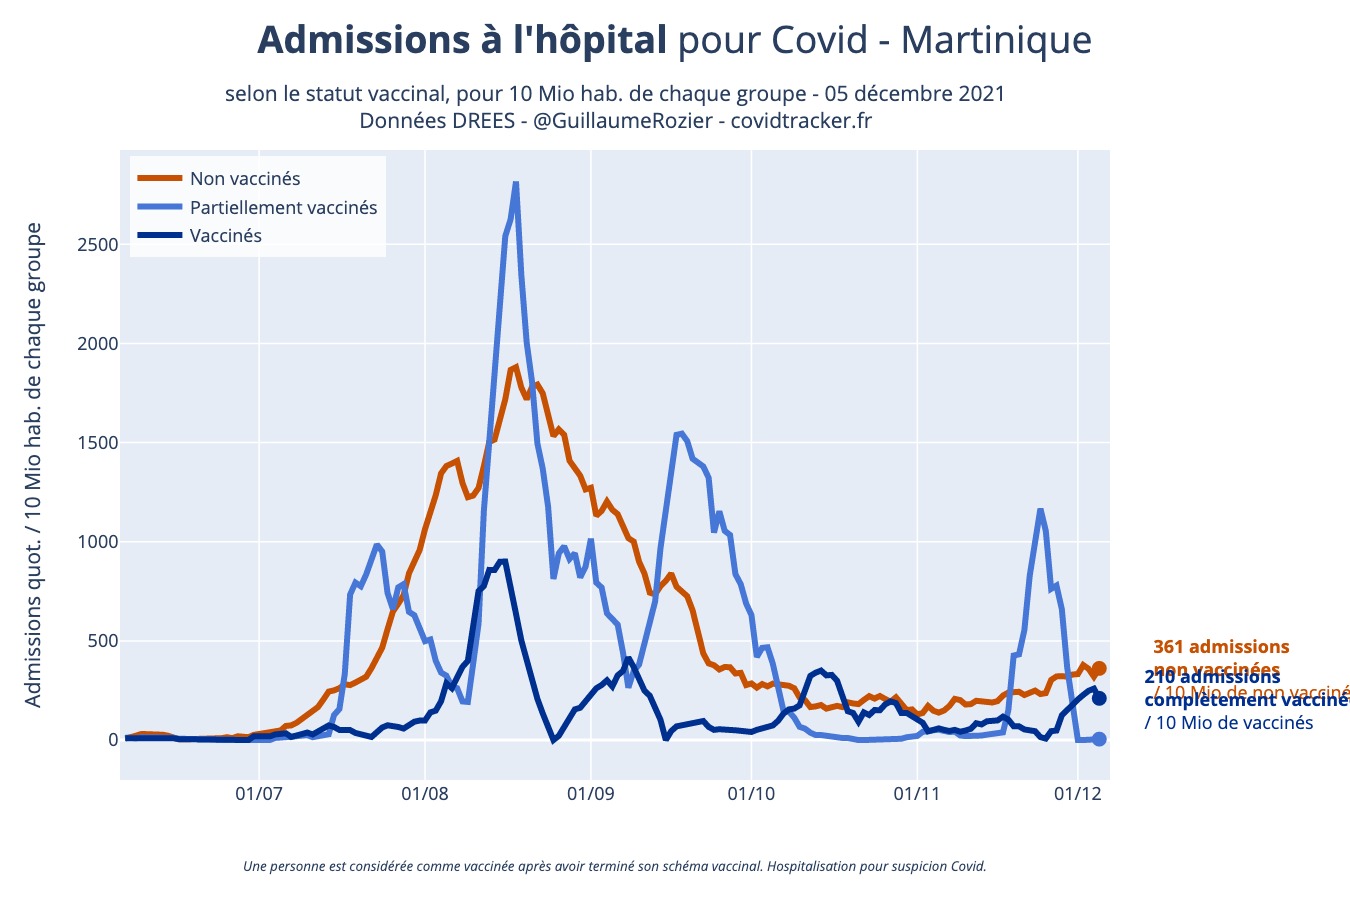 Admissions à l'hôpital pour Covid - Martinique
selon le statut vaccinal, pour 10 Mio hab. de chaque groupe - 05 décembre 2021
Données DREES - @GuillaumeRozier - covidtracker.fr
Non vaccinés
Partiellement vaccinés
Vaccinés
Admissions quot. / 10 Mio hab. de chaque groupe
2500
2000
1500
1000
500
0
01/07
01/08
01/09
01/10
01/11
01/12
361 admissions
non vaccinées
/ 10 Mio de non vacciné
210 admissions
complètement vacciné
/ 10 Mio de vaccinés
Une personne est considérée comme vaccinée après avoir terminé son schéma vaccinal. Hospitalisation pour suspicion Covid.